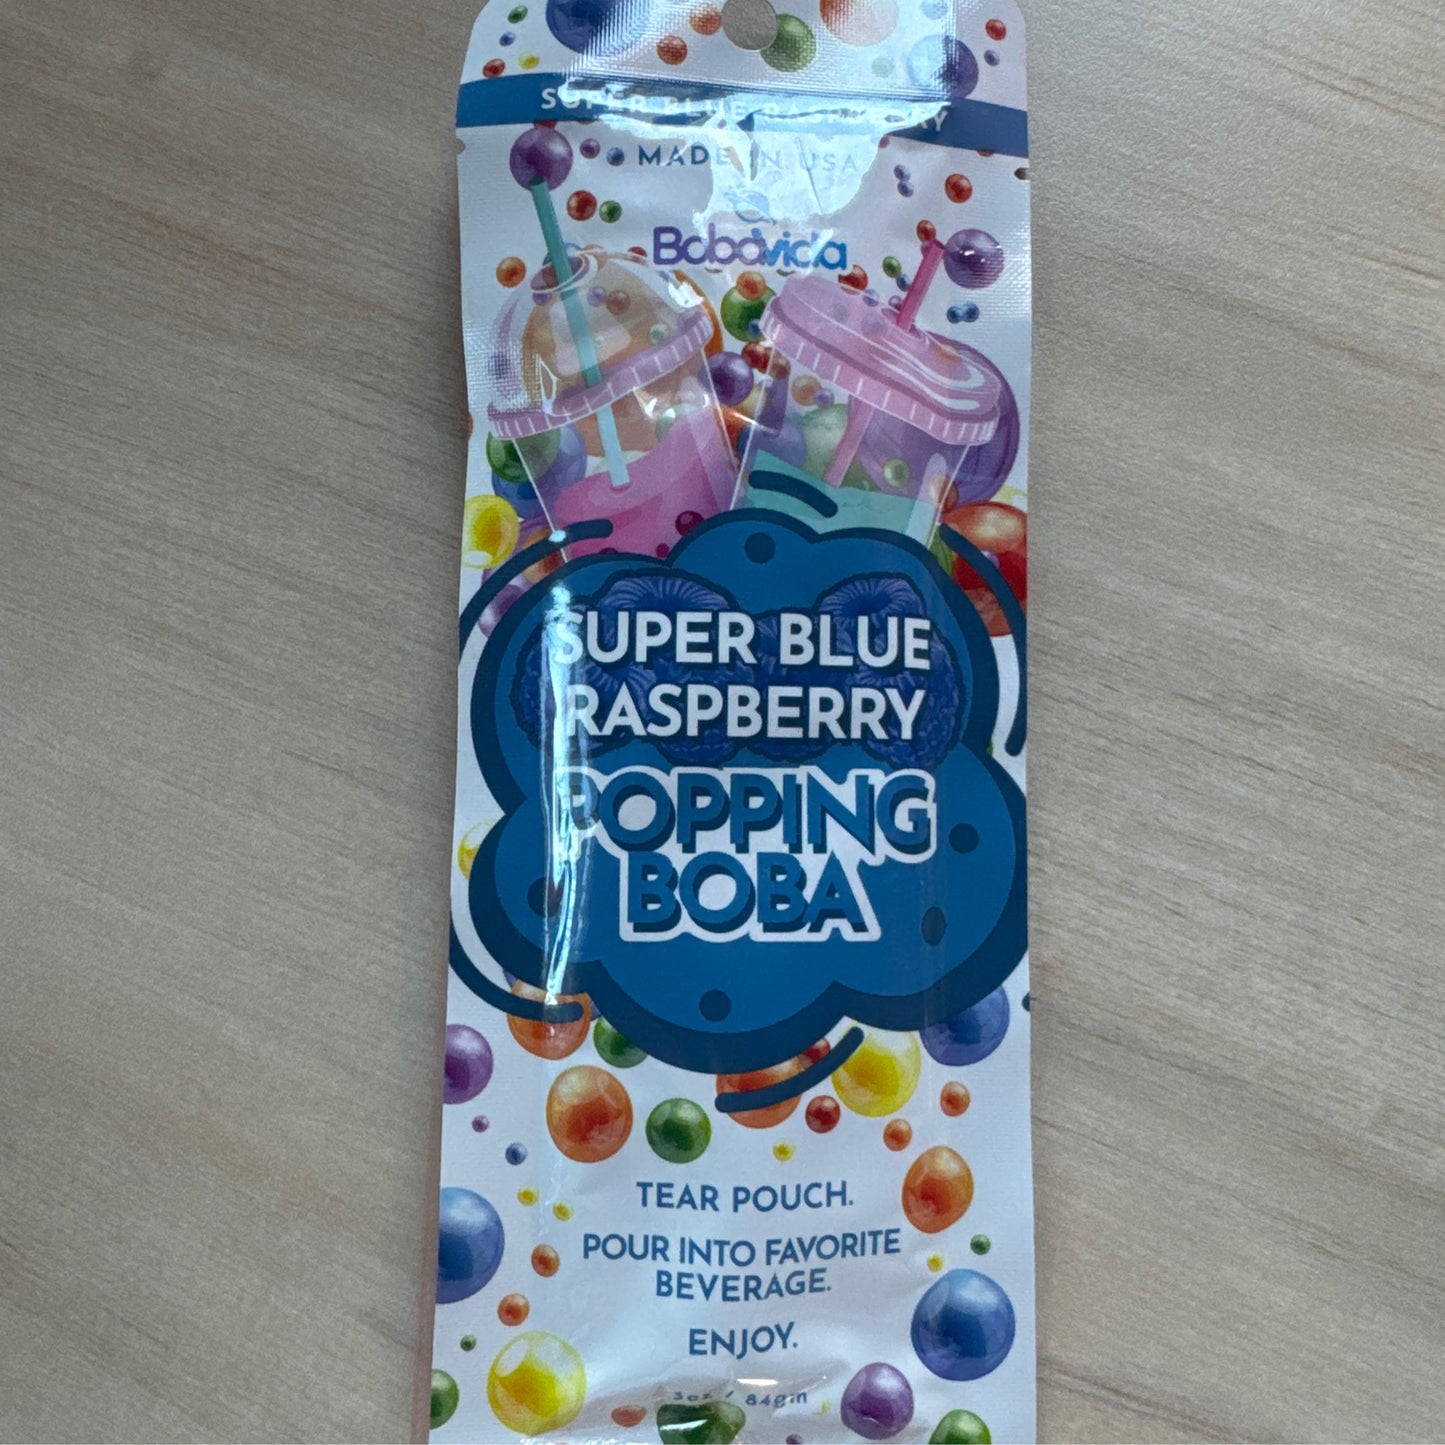 SUPER BLUE RASPBERRY
MADE IN USA
Bobavida
SUPER BLUE
RASPBERRY
POPPING
BOBA
TEAR POUCH.
POUR INTO FAVORITE
BEVERAGE.
ENJOY.
3oz / 84gm